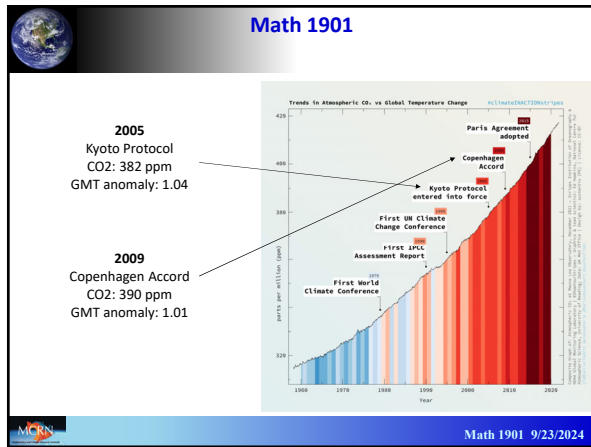 Math 1901
2005
Kyoto Protocol
CO2: 382 ppm
GMT anomaly: 1.04
2009
Copenhagen Accord
CO2: 390 ppm
GMT anomaly: 1.01
Trends in Atmospheric CO₂ vs Global Temperature Change
#climateINACTIONstripes
420
400
380
320
parts per million (ppm)
2015
Paris Agreement
adopted
2009
Copenhagen
Accord
2005
Kyoto Protocol
entered into force
1995
First UN Climate
Change Conference
1990
First IPCC
Assessment Report
1979
First World
Climate Conference
1960
1970
1980
1990
2000
2010
2020
Year
MCRN
Math 1901 9/23/2024